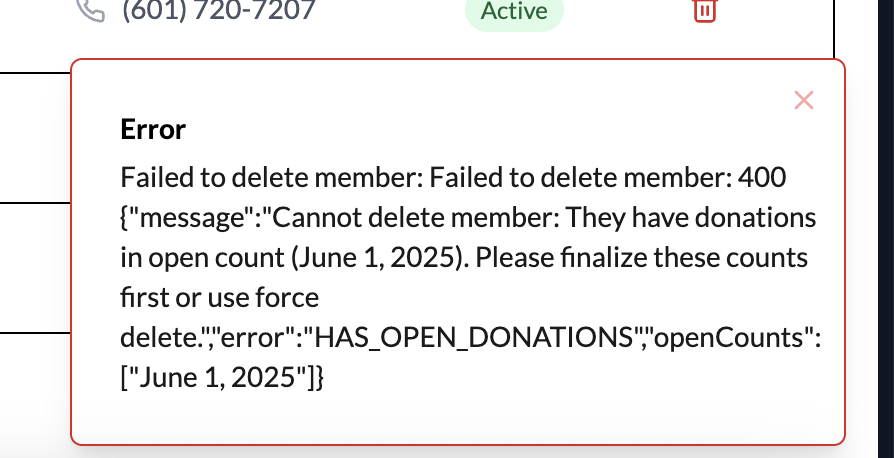 (601) 720-7207
Active
Error
Failed to delete member: Failed to delete member: 400
{"message":"Cannot delete member: They have donations
in open count (June 1, 2025). Please finalize these counts
first or use force
delete.","error":"HAS_OPEN_DONATIONS","openCounts":
["June 1, 2025"]}